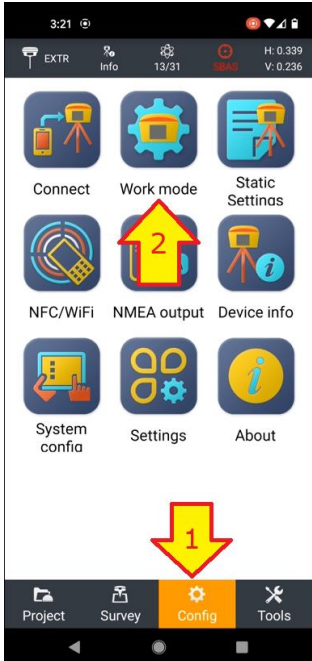 3:21
EXTR
Info
13/31
SBAS
H: 0.339
V: 0.236
Connect
Work mode
Static
Settings
2
NFC/WiFi
NMEA output
Device info
System
config
Settings
About
1
Project
Survey
Config
Tools